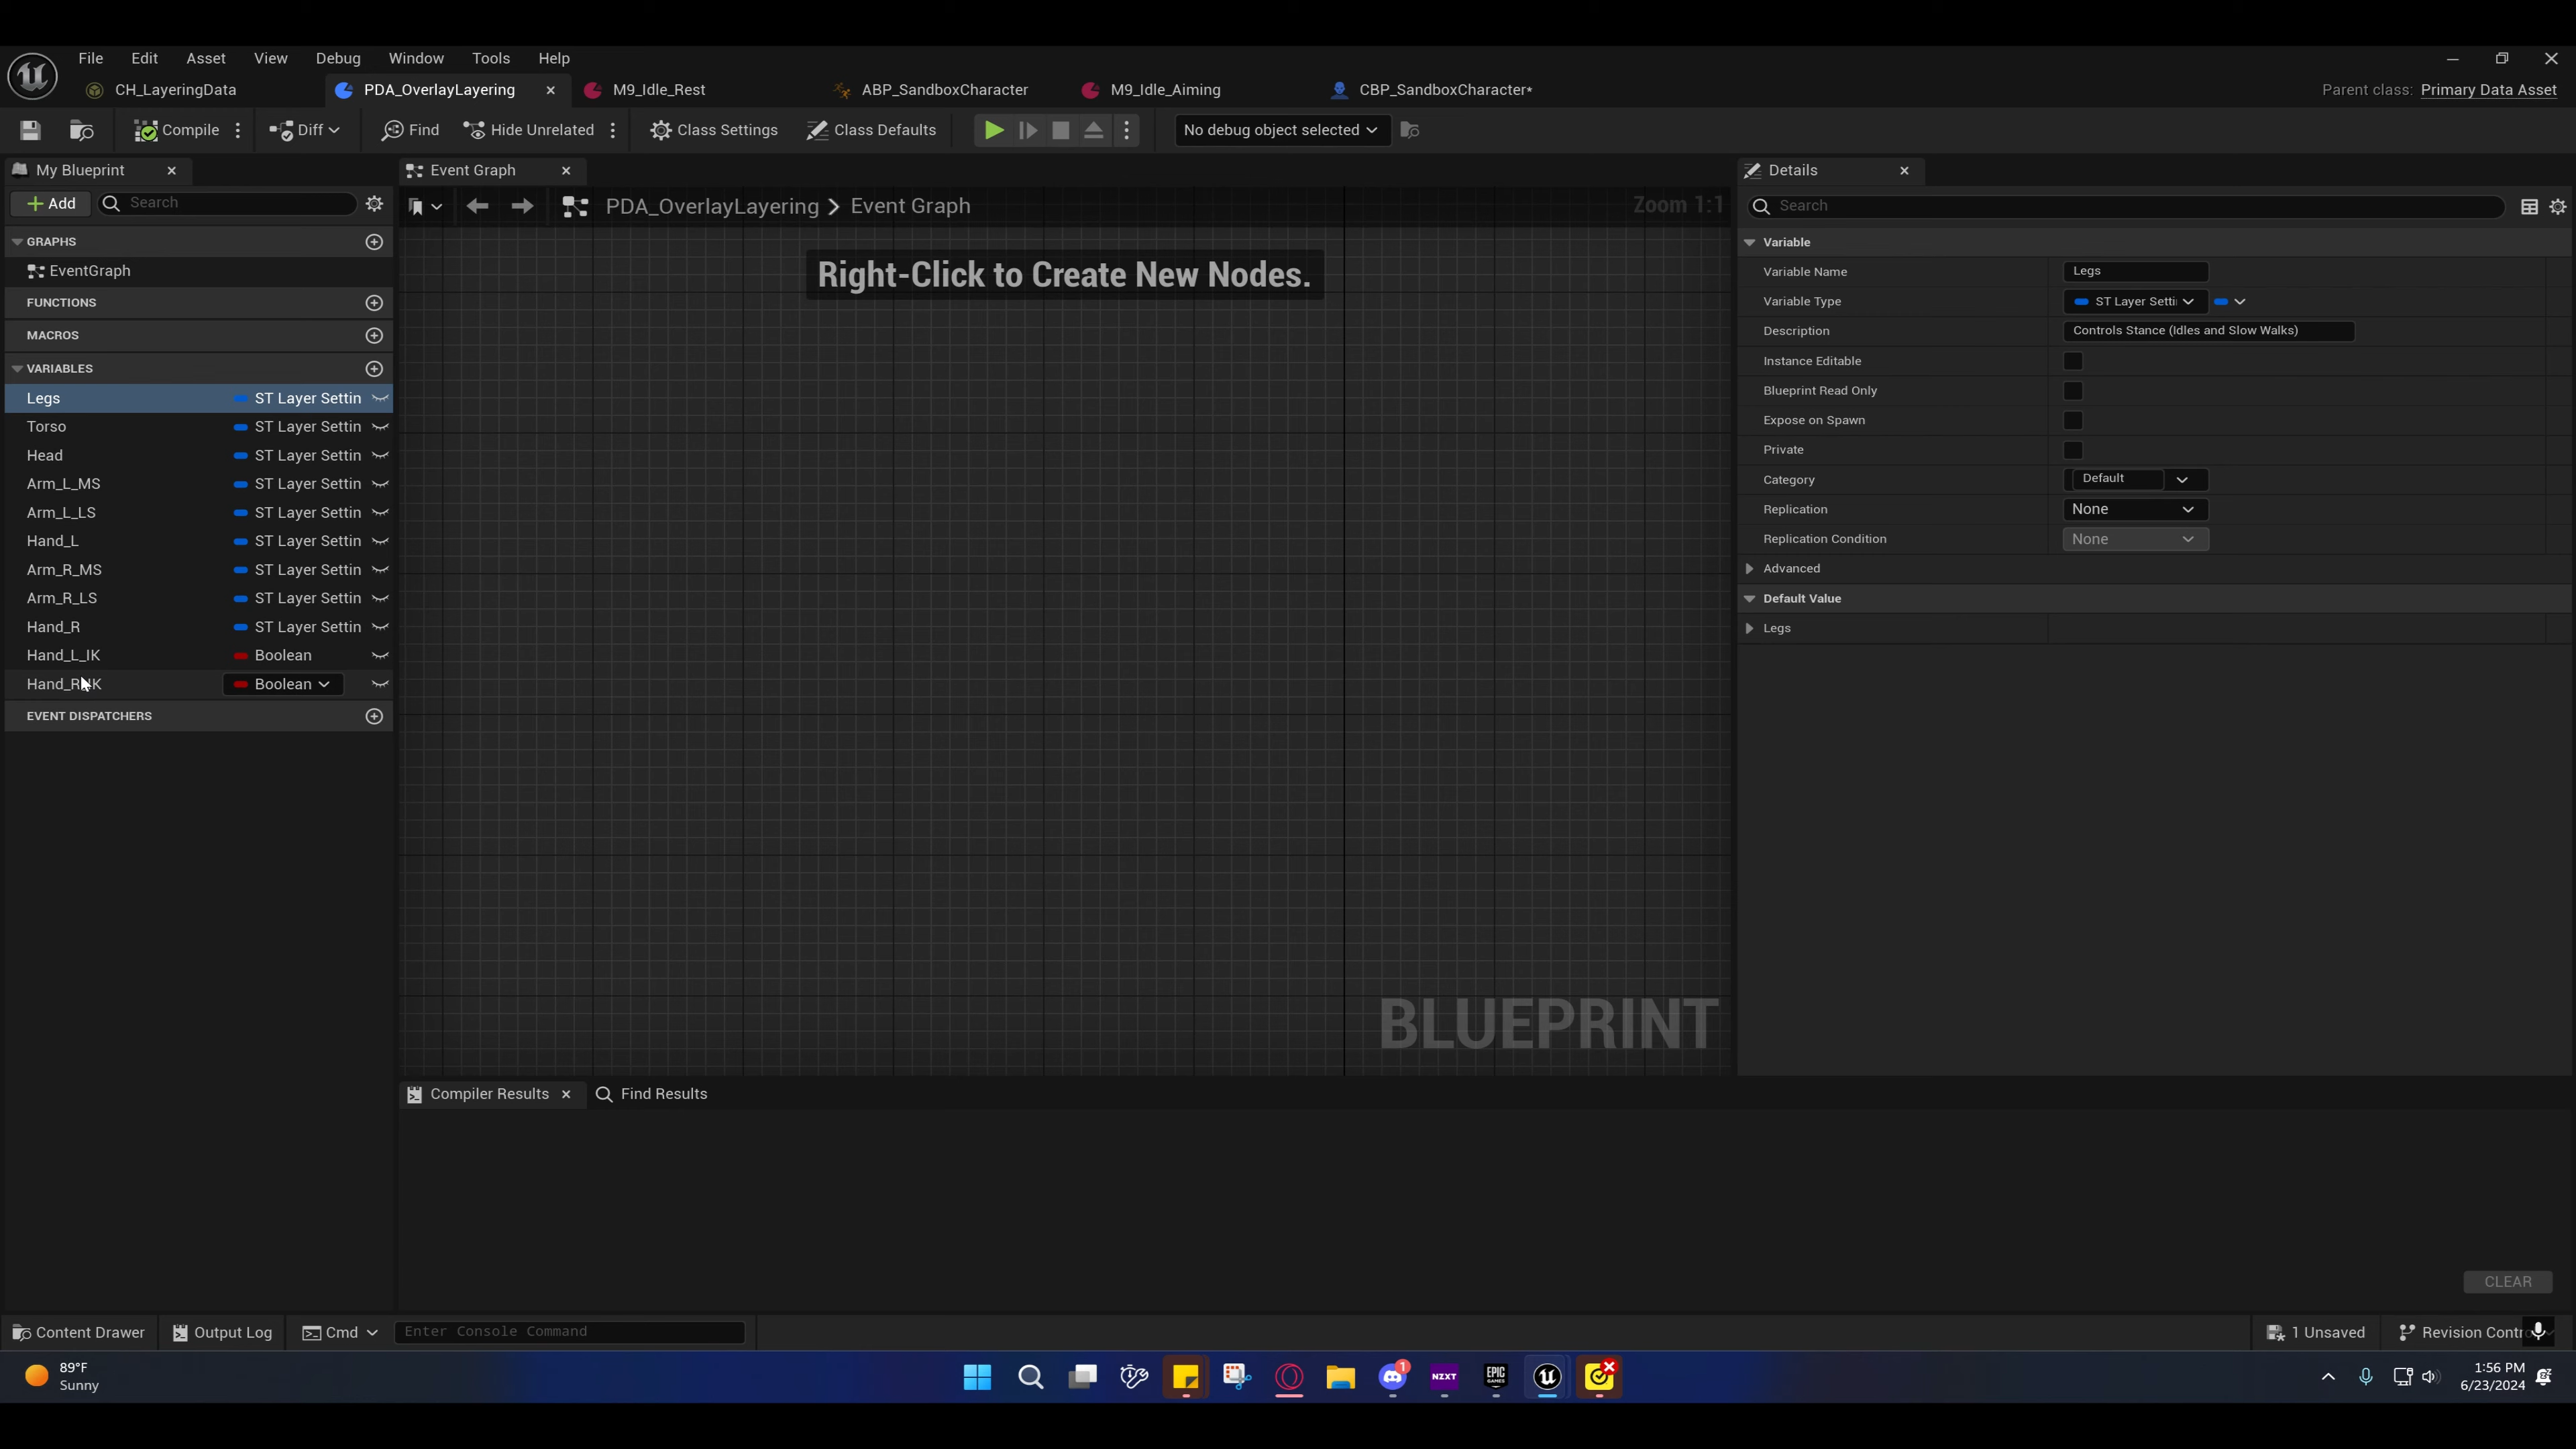 File Edit Asset View Debug Window Tools Help
CH_LayeringData PDA_OverlayLayering M9_Idle_Rest ABP_SandboxCharacter M9_Idle_Aiming CBP_SandboxCharacter* Parent class: Primary Data Asset
Compile Diff Find Hide Unrelated Class Settings Class Defaults No debug object selected
My Blueprint Event Graph Details
Add Search PDA_OverlayLayering > Event Graph Zoom 1:1 Search
GRAPHS Variable
EventGraph Right-Click to Create New Nodes. Variable Name Legs
FUNCTIONS Variable Type ST Layer Setti
MACROS Description Controls Stance (Idles and Slow Walks)
VARIABLES Instance Editable
Legs ST Layer Settin Blueprint Read Only
Torso ST Layer Settin Expose on Spawn
Head ST Layer Settin Private
Arm_L_MS ST Layer Settin Category Default
Arm_L_LS ST Layer Settin Replication None
Hand_L ST Layer Settin Replication Condition None
Arm_R_MS ST Layer Settin Advanced
Arm_R_LS ST Layer Settin Default Value
Hand_R ST Layer Settin Legs
Hand_L_IK Boolean
Boolean
EVENT DISPATCHERS
BLUEPRINT
Compiler Results Find Results
CLEAR
Content Drawer Output Log Cmd Enter Console Command 1 Unsaved Revision
89°F
Sunny
NZXT EPIC GAMES 1
1:56 PM
6/23/2024